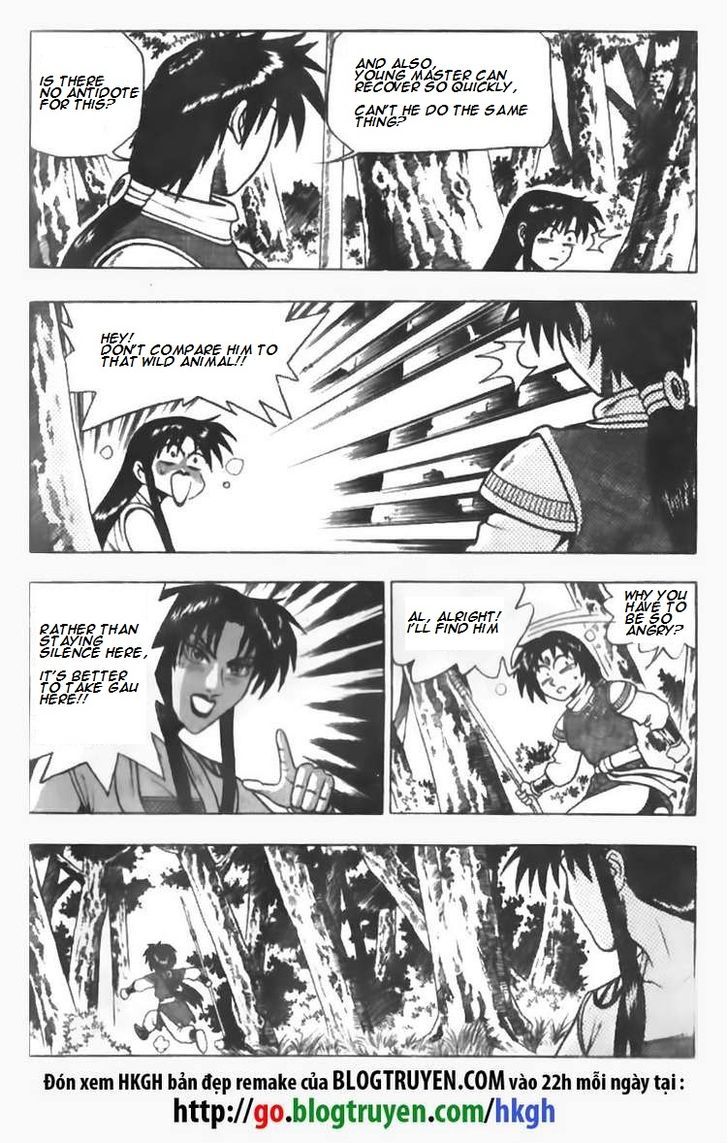 IS THERE
NO ANTIDOTE
FOR THIS?
AND ALSO,
YOUNG MASTER CAN
RECOVER SO QUICKLY,
CAN'T HE DO THE SAME
THING?
HEY!
DON'T COMPARE HIM TO
THAT WILD ANIMAL!!
RATHER THAN
STAYING
SILENCE HERE,
IT'S BETTER
TO TAKE GAU
HERE!!
AL, ALRIGHT!
I'LL FIND HIM
WHY YOU
HAVE TO
BE SO
ANGRY?
Đón xem HKGH bản đẹp remake của BLOGTRUYEN.COM vào 22h mỗi ngày tại :
http://go.blogtruyen.com/hkgh